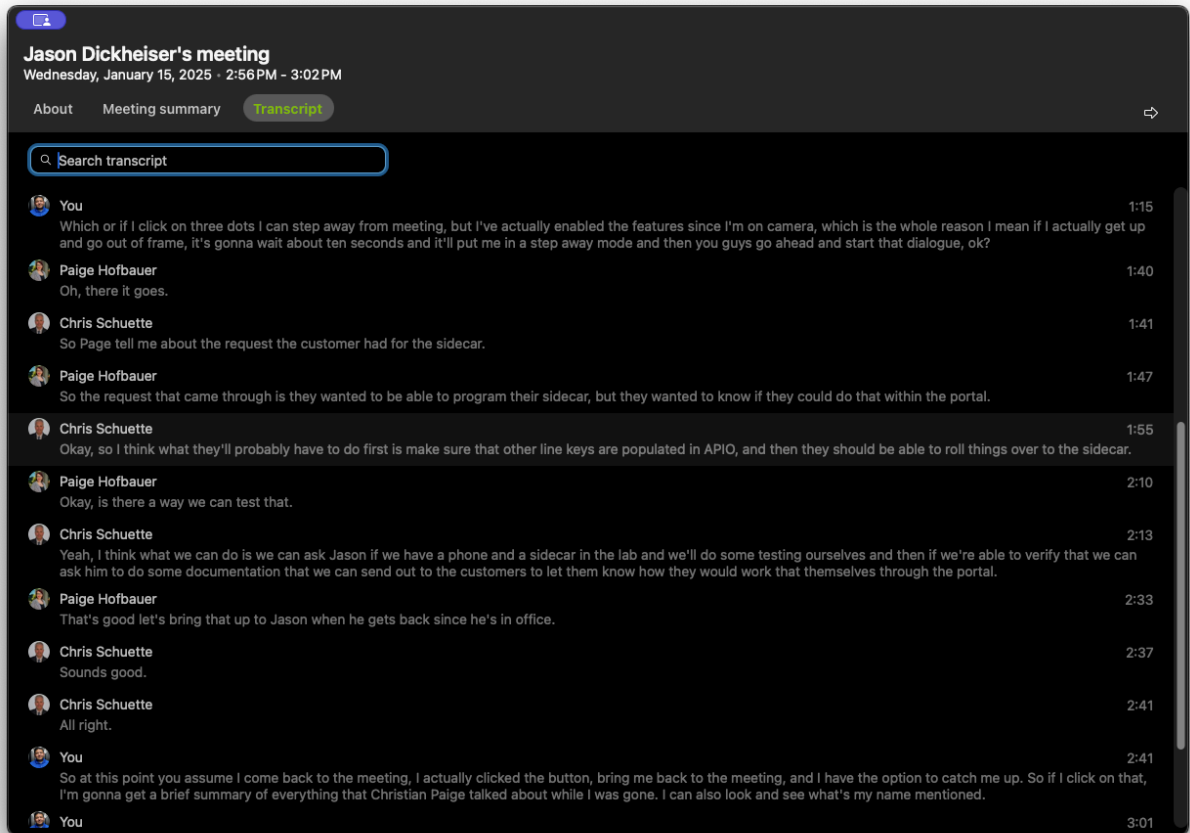 Jason Dickheiser's meeting
Wednesday, January 15, 2025 • 2:56 PM - 3:02 PM
About Meeting summary Transcript
Search transcript
You 1:15
Which or if I click on three dots I can step away from meeting, but I've actually enabled the features since I'm on camera, which is the whole reason I mean if I actually get up
and go out of frame, it's gonna wait about ten seconds and it'll put me in a step away mode and then you guys go ahead and start that dialogue, ok?
Paige Hofbauer 1:40
Oh, there it goes.
Chris Schuette 1:41
So Page tell me about the request the customer had for the sidecar.
Paige Hofbauer 1:47
So the request that came through is they wanted to be able to program their sidecar, but they wanted to know if they could do that within the portal.
Chris Schuette 1:55
Okay, so I think what they'll probably have to do first is make sure that other line keys are populated in APIO, and then they should be able to roll things over to the sidecar.
Paige Hofbauer 2:10
Okay, is there a way we can test that.
Chris Schuette 2:13
Yeah, I think what we can do is we can ask Jason if we have a phone and a sidecar in the lab and we'll do some testing ourselves and then if we're able to verify that we can
ask him to do some documentation that we can send out to the customers to let them know how they would work that themselves through the portal.
Paige Hofbauer 2:33
That's good let's bring that up to Jason when he gets back since he's in office.
Chris Schuette 2:37
Sounds good.
Chris Schuette 2:41
All right.
You 2:41
So at this point you assume I come back to the meeting, I actually clicked the button, bring me back to the meeting, and I have the option to catch me up. So if I click on that,
I'm gonna get a brief summary of everything that Christian Paige talked about while I was gone. I can also look and see what's my name mentioned.
You 3:01